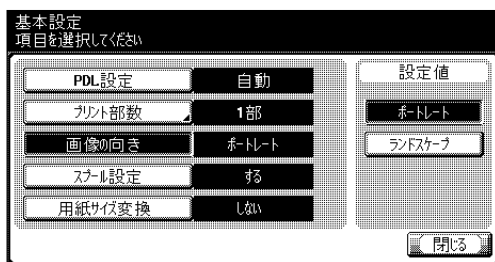 基本設定
項目を選択してください
PDL設定 自動
プリント部数 1部
画像の向き ポートレート
スプール設定 する
用紙サイズ変換 しない
設定値
ポートレート
ランドスケープ
閉じる